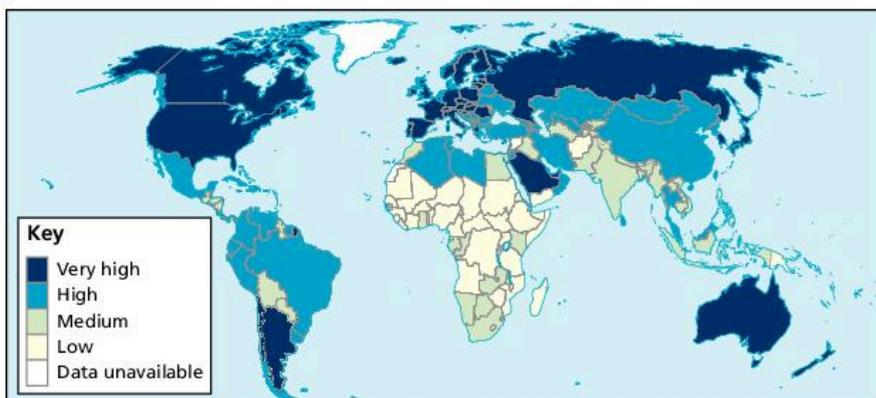 Key
Very high
High
Medium
Low
Data unavailable